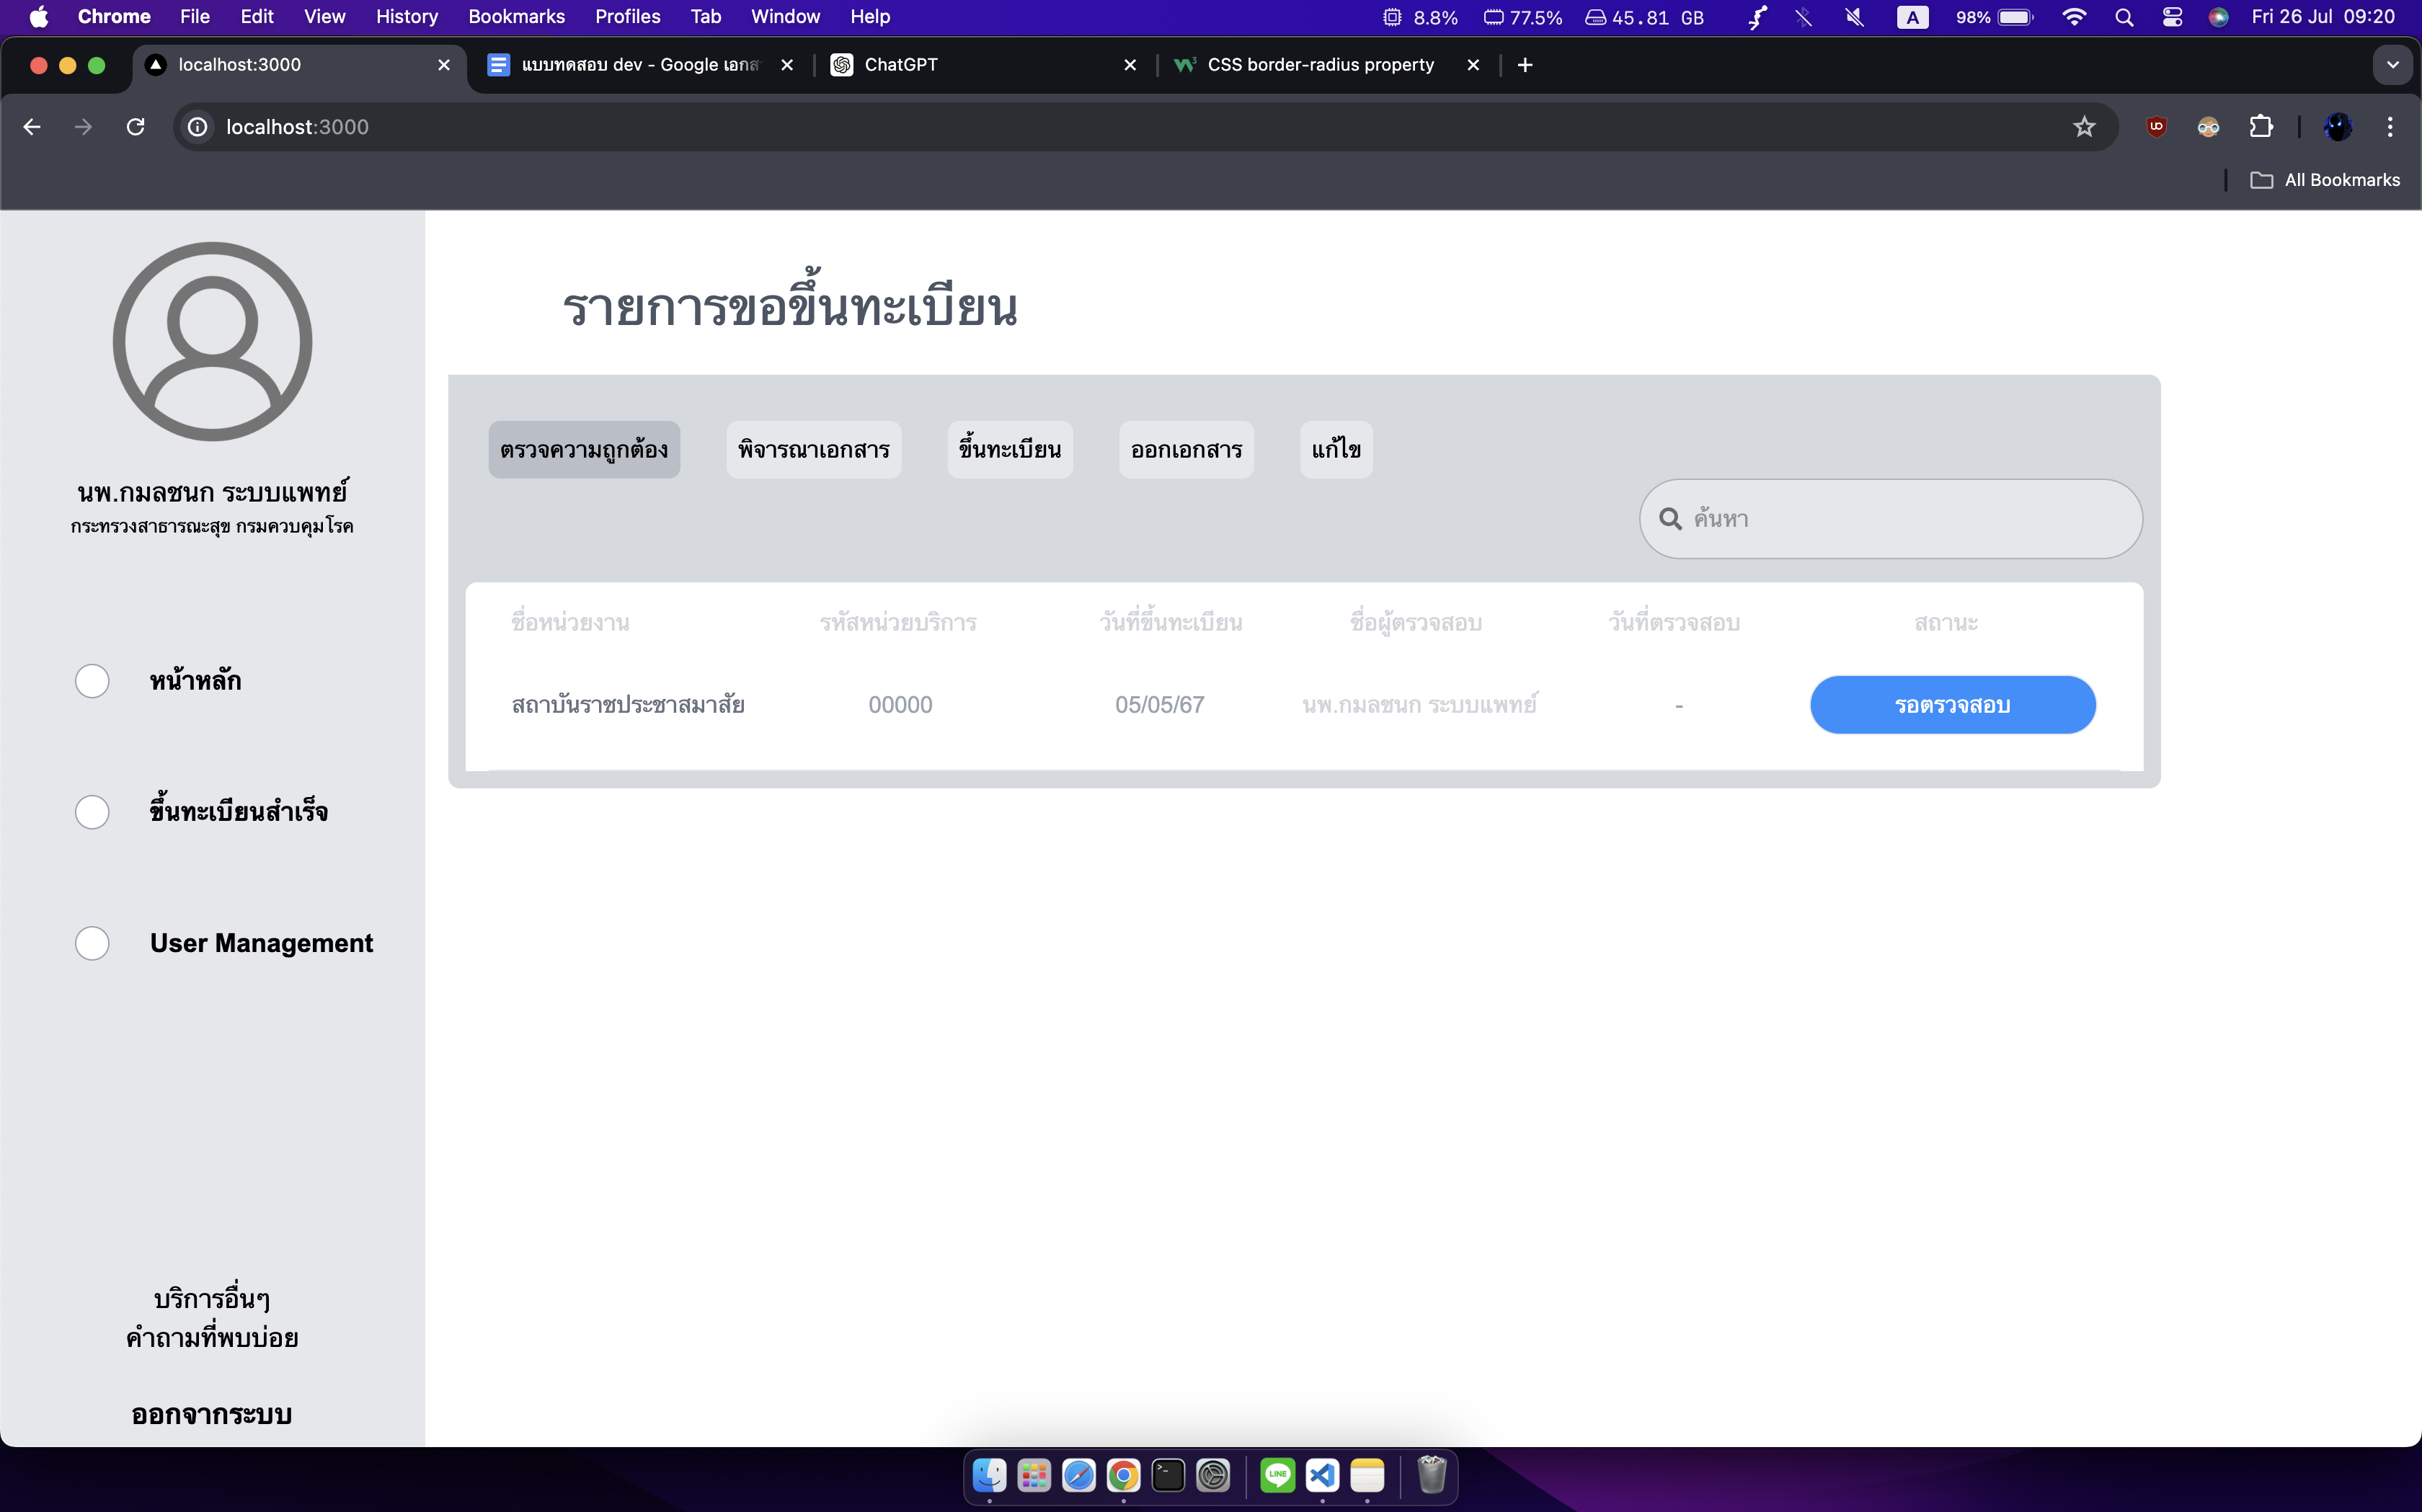 Chrome File Edit View History Bookmarks Profiles Tab Window Help 8.8% 77.5% 45.81 GB A 98% Fri 26 Jul 09:20
localhost:3000 แบบทดสอบ dev - Google เอกส ChatGPT CSS border-radius property
localhost:3000
All Bookmarks
นพ.กมลชนก ระบบแพทย์
กระทรวงสาธารณะสุข กรมควบคุมโรค
หน้าหลัก
ขึ้นทะเบียนสำเร็จ
User Management
บริการอื่นๆ
คำถามที่พบบ่อย
ออกจากระบบ
รายการขอขึ้นทะเบียน
ตรวจความถูกต้อง พิจารณาเอกสาร ขึ้นทะเบียน ออกเอกสาร แก้ไข
ค้นหา
ชื่อหน่วยงาน รหัสหน่วยบริการ วันที่ขึ้นทะเบียน ชื่อผู้ตรวจสอบ วันที่ตรวจสอบ สถานะ
สถาบันราชประชาสมาสัย 00000 05/05/67 นพ.กมลชนก ระบบแพทย์ - รอตรวจสอบ
LINE